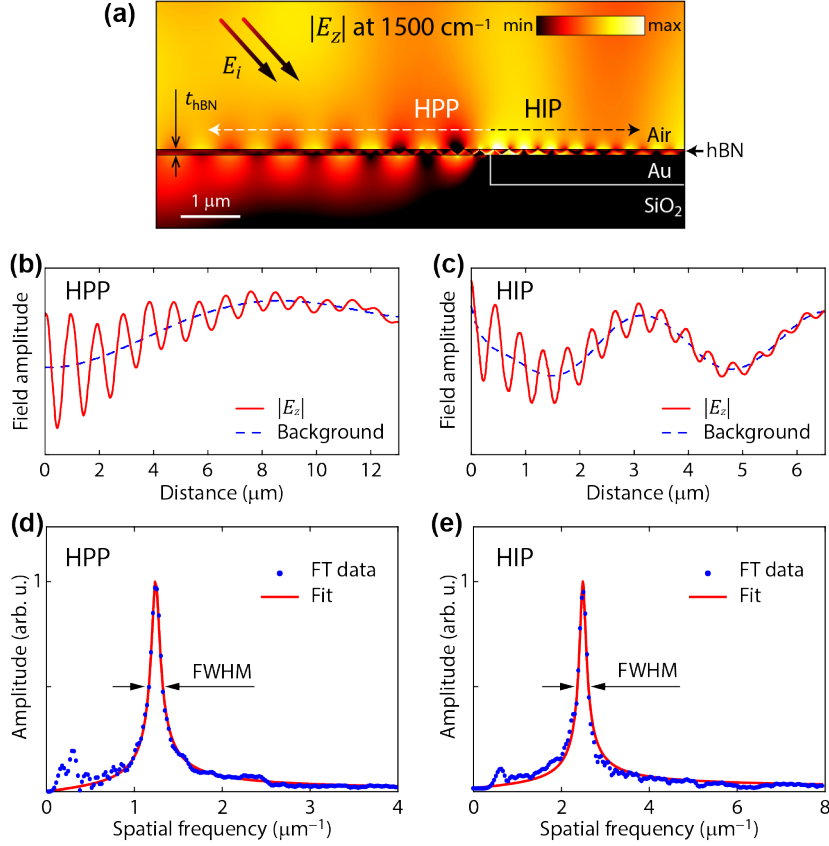 (a)
|E_z| at 1500 cm⁻¹
min max
E_i
t_hBN
HPP HIP
Air
hBN
Au
SiO₂
1 μm
(b)
HPP
Field amplitude
|E_z|
Background
0 2 4 6 8 10 12
Distance (μm)
(c)
HIP
Field amplitude
|E_z|
Background
0 1 2 3 4 5 6
Distance (μm)
(d)
HPP
1
Amplitude (arb. u.)
FT data
Fit
FWHM
0 1 2 3 4
Spatial frequency (μm⁻¹)
(e)
HIP
1
Amplitude (arb. u.)
FT data
Fit
FWHM
0 2 4 6 8
Spatial frequency (μm⁻¹)